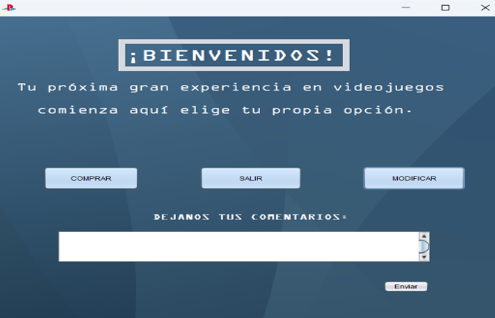 ¡BIENVENIDOS!
Tu próxima gran experiencia en videojuegos
comienza aquí elige tu propia opción.
COMPRAR SALIR MODIFICAR
DEJANOS TUS COMENTARIOS:
Enviar